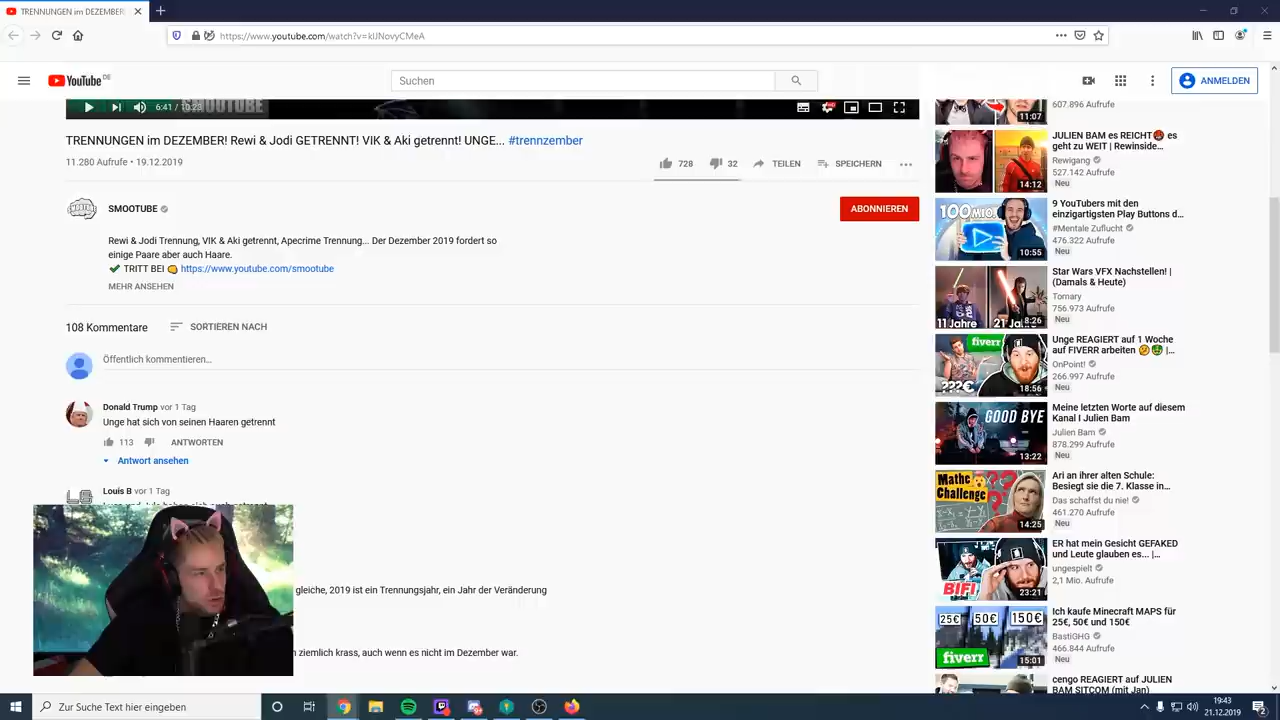 TRENNUNGEN im DEZEMBER!
https://www.youtube.com/watch?v=kIJNovyCMeA
YouTube DE
Suchen
ANMELDEN
6:41 / 10:23
TRENNUNGEN im DEZEMBER! Rewi & Jodi GETRENNT! VIK & Aki getrennt! UNGE... #trennzember
11.280 Aufrufe • 19.12.2019
728
32
TEILEN
SPEICHERN
SMOOTUBE
ABONNIEREN
Rewi & Jodi Trennung, VIK & Aki getrennt, Apecrime Trennung... Der Dezember 2019 fordert so
einige Paare aber auch Haare.
✔ TRITT BEI 👊 https://www.youtube.com/smootube
MEHR ANSEHEN
108 Kommentare
SORTIEREN NACH
Öffentlich kommentieren...
Donald Trump vor 1 Tag
Unge hat sich von seinen Haaren getrennt
113
ANTWORTEN
Antwort ansehen
Louis B vor 1 Tag
gleiche, 2019 ist ein Trennungsjahr, ein Jahr der Veränderung
ziemlich krass, auch wenn es nicht im Dezember war.
607.896 Aufrufe
11:07
JULIEN BAM es REICHT😡 es
geht zu WEIT | Rewinside...
Rewigang
527.142 Aufrufe
Neu
14:12
9 YouTubers mit den
einzigartigsten Play Buttons d...
#Mentale Zuflucht
476.322 Aufrufe
Neu
100 MIO.
10:55
Star Wars VFX Nachstellen! |
(Damals & Heute)
Tomary
756.973 Aufrufe
Neu
11 Jahre
8:26
Unge REAGIERT auf 1 Woche
auf FIVERR arbeiten 🤣🤑 |...
OnPoint!
266.997 Aufrufe
Neu
fiverr
???€
18:56
Meine letzten Worte auf diesem
Kanal I Julien Bam
Julien Bam
878.299 Aufrufe
Neu
GOOD BYE
13:22
Ari an ihrer alten Schule:
Besiegt sie die 7. Klasse in...
Das schaffst du nie!
461.270 Aufrufe
Neu
Mathe
Challenge
14:25
ER hat mein Gesicht GEFAKED
und Leute glauben es... |...
ungespielt
2,1 Mio. Aufrufe
BIFI
23:21
Ich kaufe Minecraft MAPS für
25€, 50€ und 150€
BastiGHG
466.844 Aufrufe
Neu
25€ 50€ 150€
fiverr
15:01
cengo REAGIERT auf JULIEN
BAM SITCOM (mit Jan)
Zur Suche Text hier eingeben
19:43
21.12.2019
2